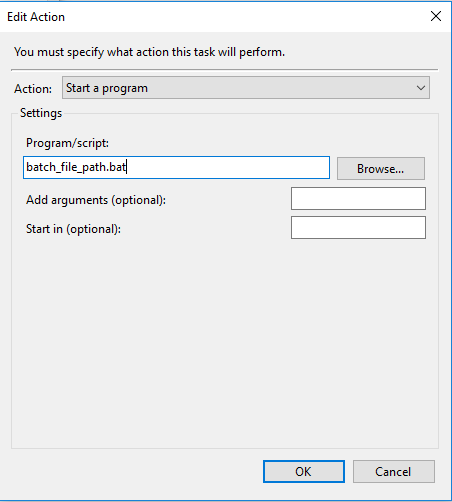 Edit Action
You must specify what action this task will perform.
Action: Start a program
Settings
Program/script:
batch_file_path.bat Browse...
Add arguments (optional):
Start in (optional):
OK Cancel